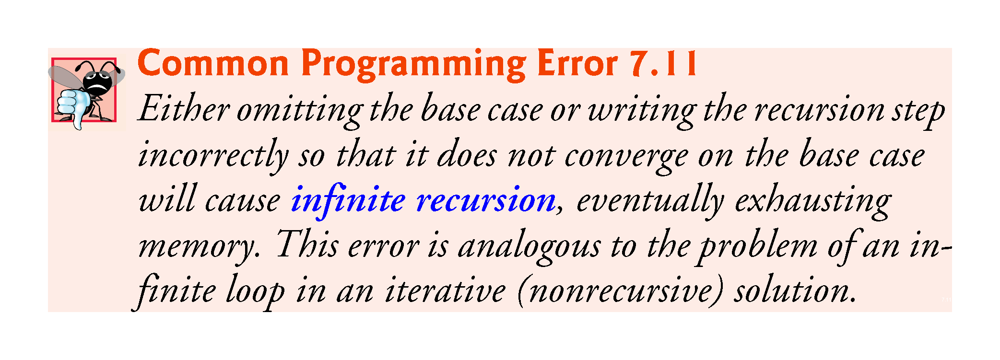 Common Programming Error 7.11
Either omitting the base case or writing the recursion step
incorrectly so that it does not converge on the base case
will cause infinite recursion, eventually exhausting
memory. This error is analogous to the problem of an in-
finite loop in an iterative (nonrecursive) solution.
7.11